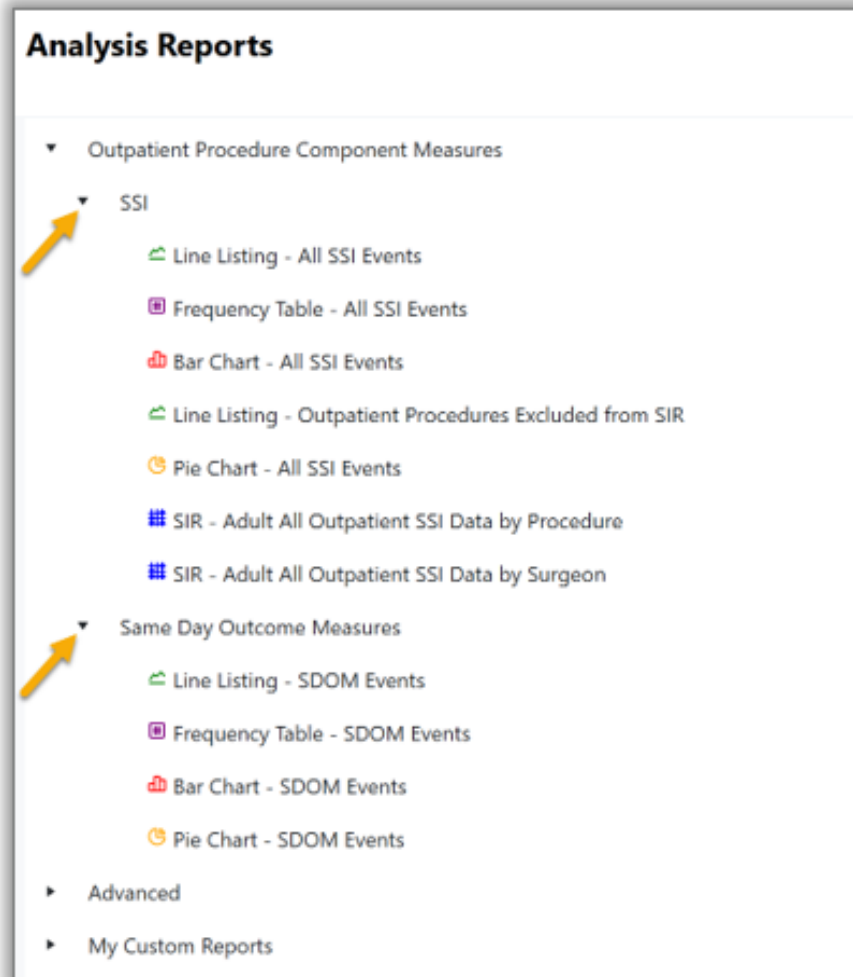 Analysis Reports
Outpatient Procedure Component Measures
SSI
Line Listing - All SSI Events
Frequency Table - All SSI Events
Bar Chart - All SSI Events
Line Listing - Outpatient Procedures Excluded from SIR
Pie Chart - All SSI Events
SIR - Adult All Outpatient SSI Data by Procedure
SIR - Adult All Outpatient SSI Data by Surgeon
Same Day Outcome Measures
Line Listing - SDOM Events
Frequency Table - SDOM Events
Bar Chart - SDOM Events
Pie Chart - SDOM Events
Advanced
My Custom Reports